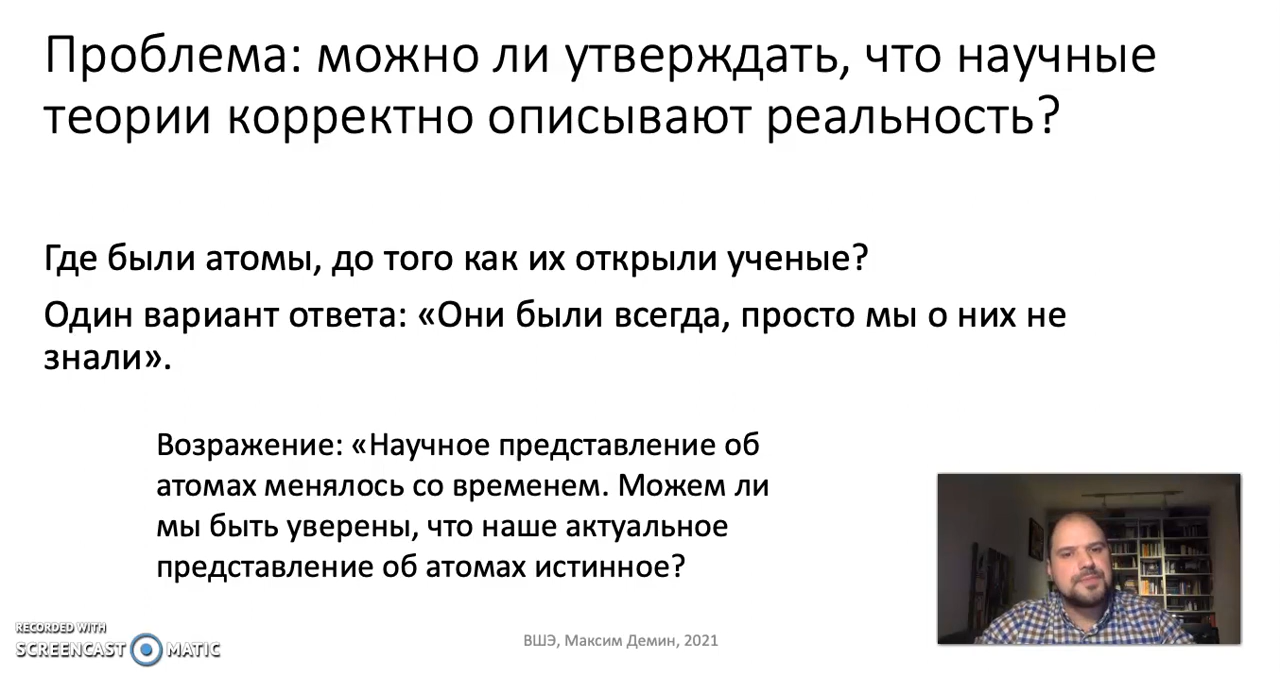 Проблема: можно ли утверждать, что научные
теории корректно описывают реальность?
Где были атомы, до того как их открыли ученые?
Один вариант ответа: «Они были всегда, просто мы о них не
знали».
Возражение: «Научное представление об
атомах менялось со временем. Можем ли
мы быть уверены, что наше актуальное
представление об атомах истинное?
RECORDED WITH
SCREENCAST MATIC
ВШЭ, Максим Демин, 2021